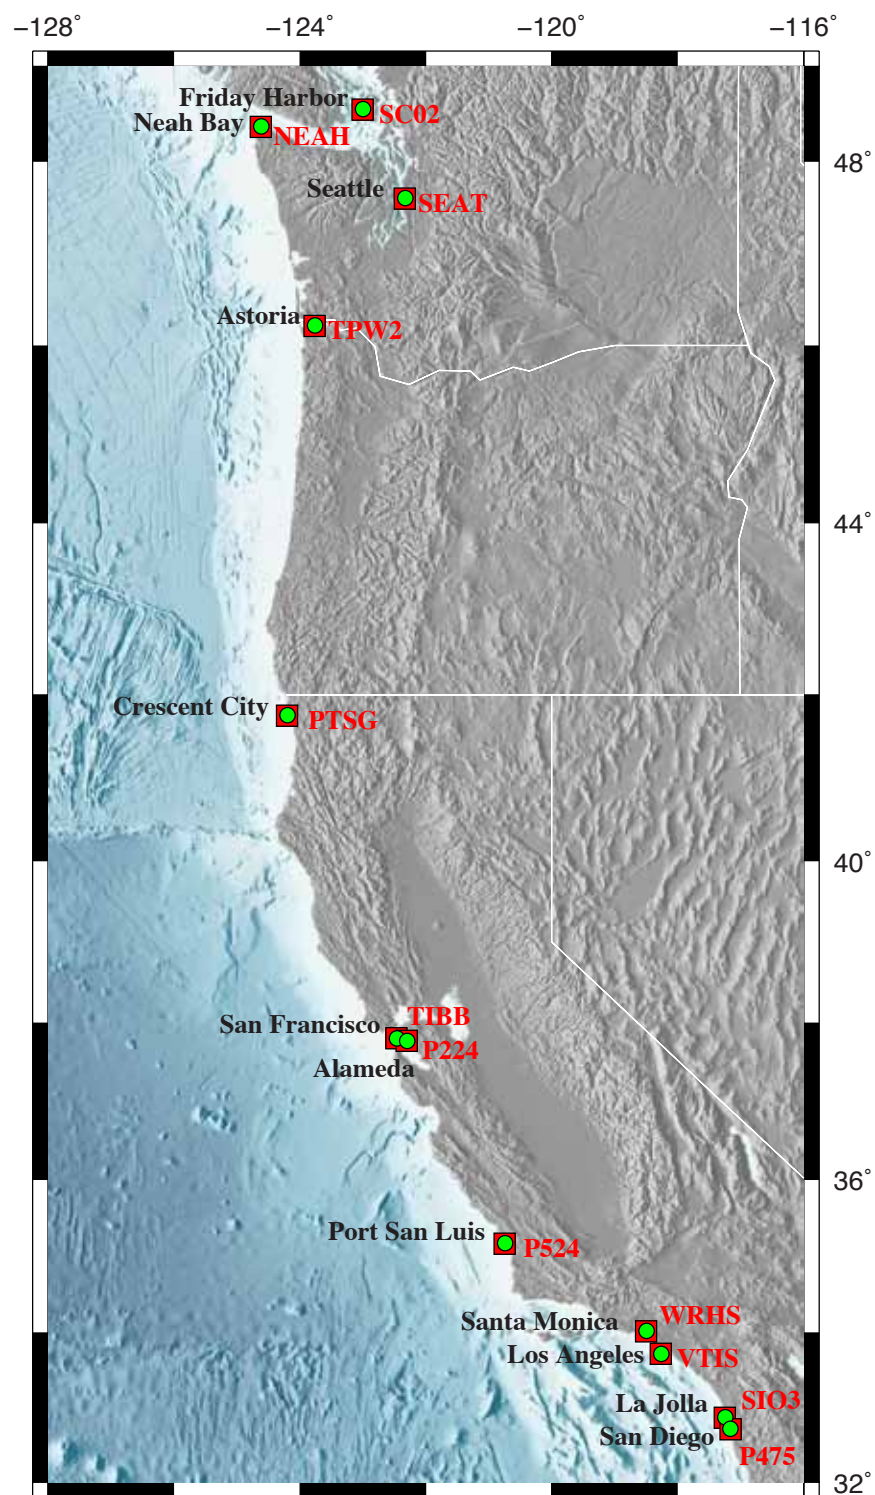 −128˚ −124˚ −120˚ −116˚
Friday Harbor
SC02
Neah Bay
NEAH
48˚
Seattle
SEAT
Astoria
TPW2
44˚
Crescent City
PTSG
40˚
San Francisco
TIBB
P224
Alameda
36˚
Port San Luis
P524
Santa Monica
WRHS
Los Angeles
VTIS
La Jolla
SIO3
San Diego
P475
32˚